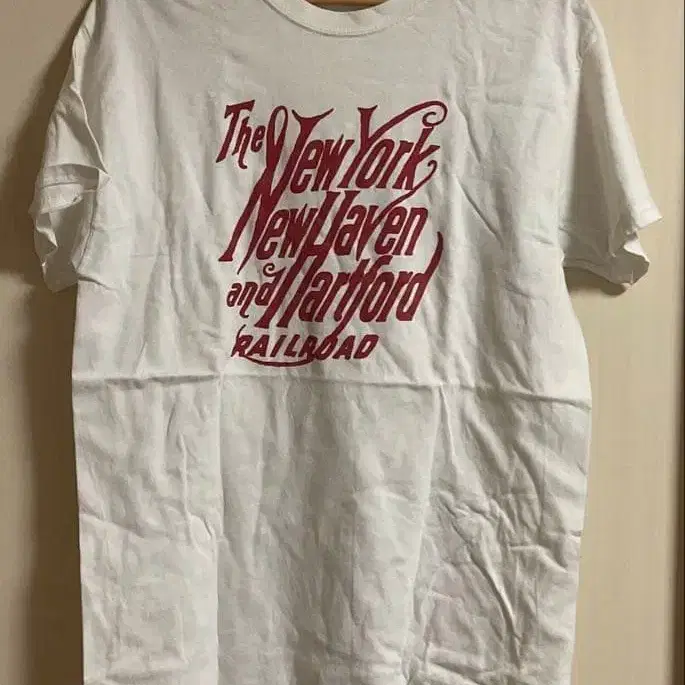 The New York
New Haven
and Hartford
RAILROAD